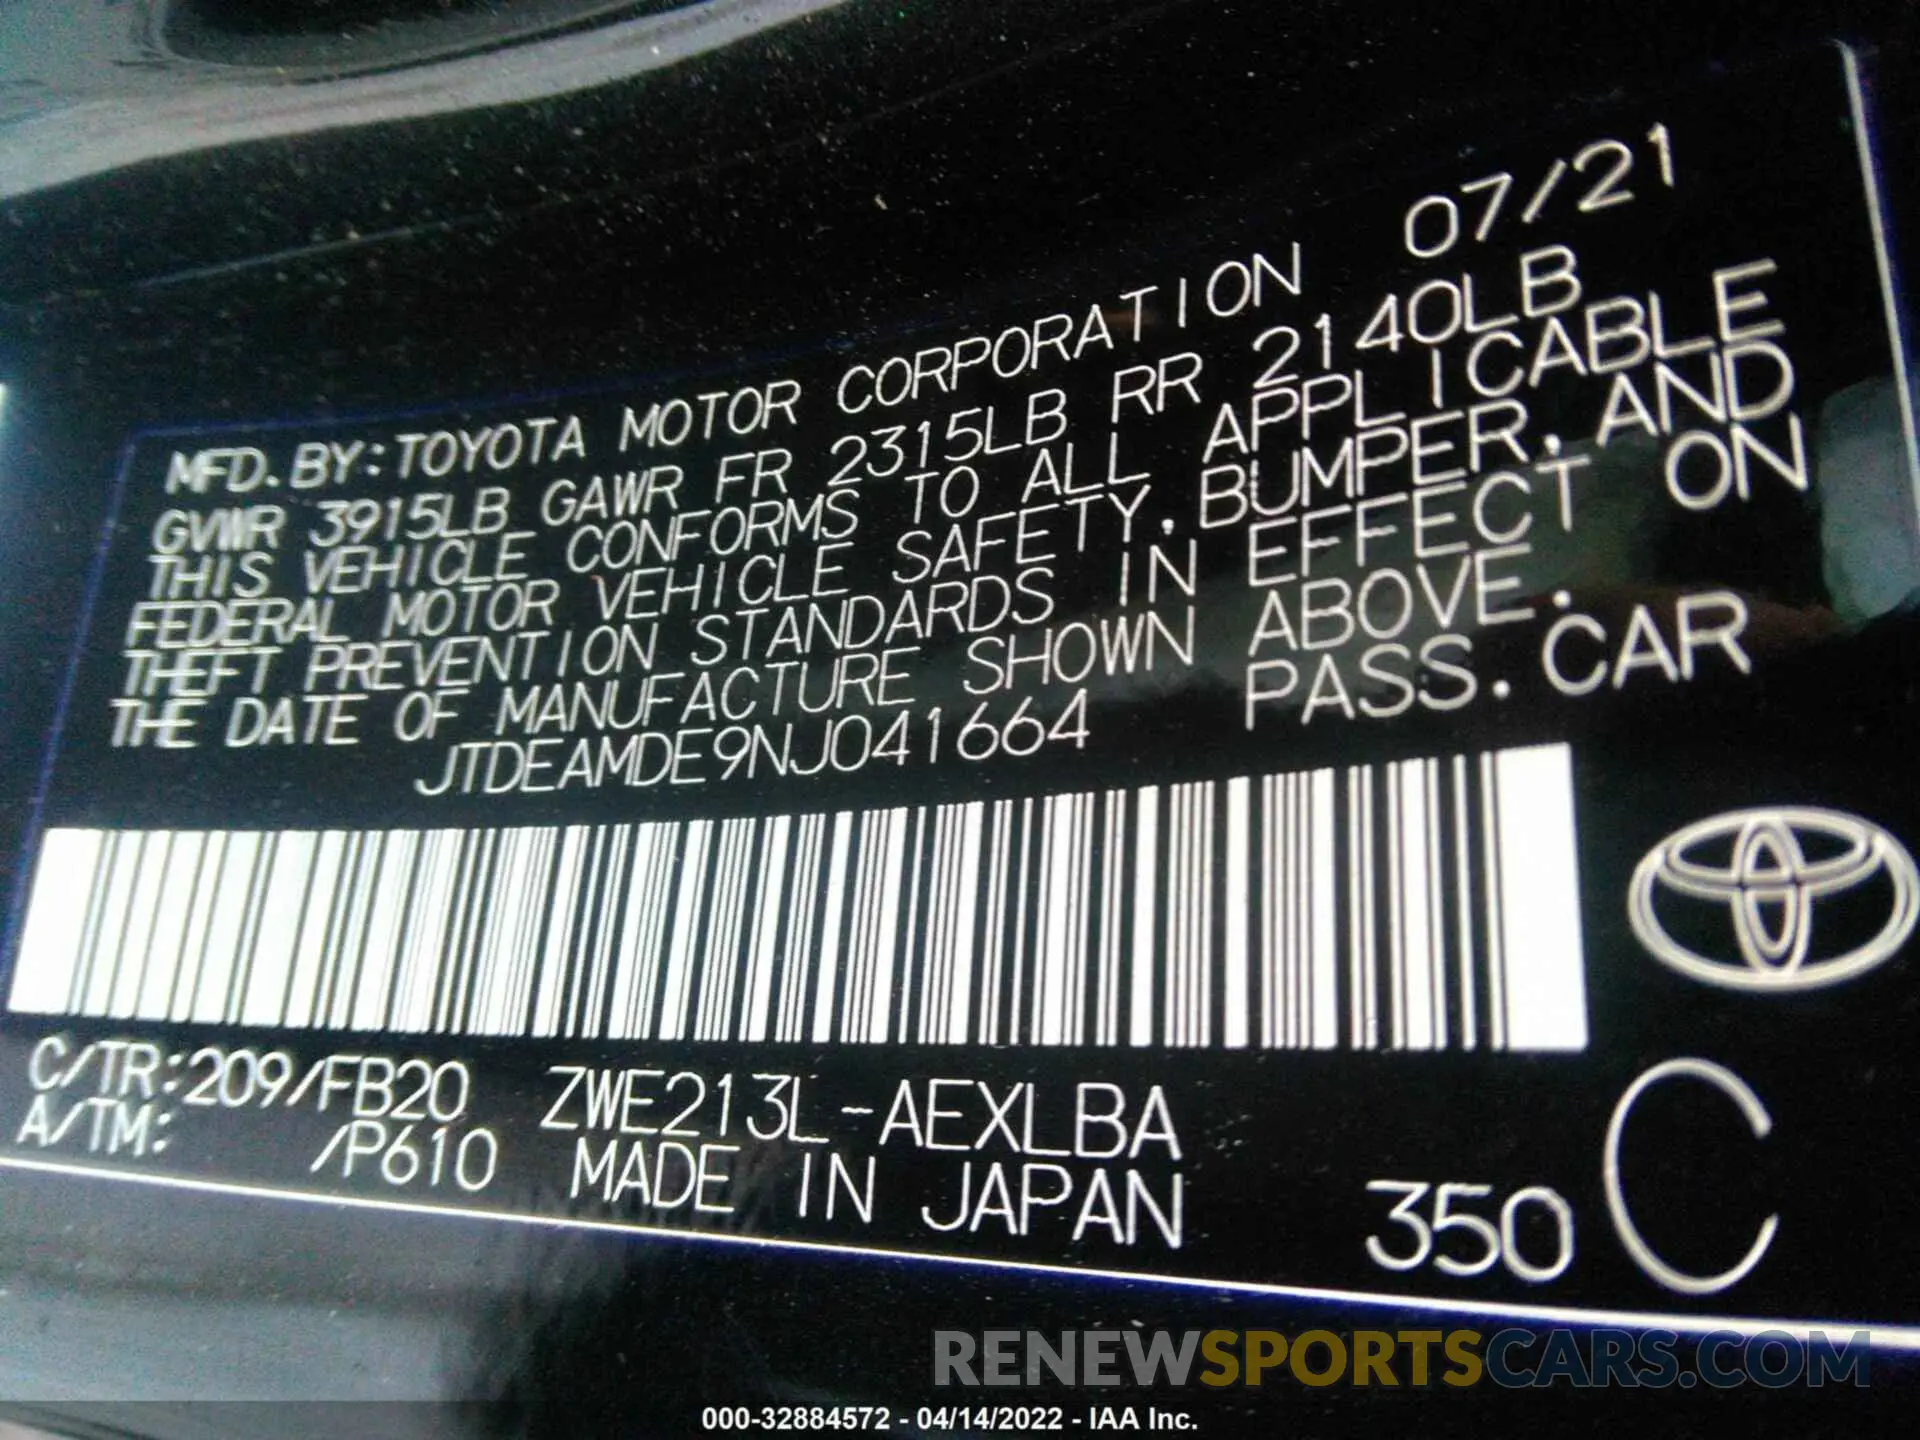 MFD. BY: TOYOTA MOTOR CORPORATION 07/21
GVWR 3915LB GAWR FR 2315LB RR 2140LB
THIS VEHICLE CONFORMS TO ALL APPLICABLE
FEDERAL MOTOR VEHICLE SAFETY, BUMPER, AND
THEFT PREVENTION STANDARDS IN EFFECT ON
THE DATE OF MANUFACTURE SHOWN ABOVE.
JTDEAMDE9NJ041664 PASS. CAR
C/TR: 209/FB20 ZWE213L-AEXLBA
A/TM: /P610 MADE IN JAPAN 350 C
RENEWSPORTSCARS.COM
000-32884572 - 04/14/2022 - IAA Inc.